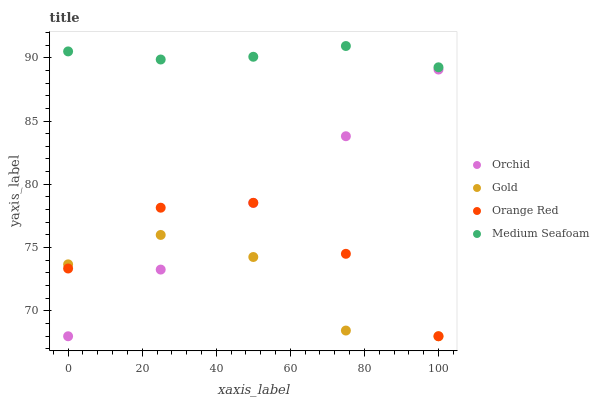 title
yaxis_label
90
85
80
75
70
0 20 40 60 80 100
xaxis_label
Orchid
Gold
Orange Red
Medium Seafoam